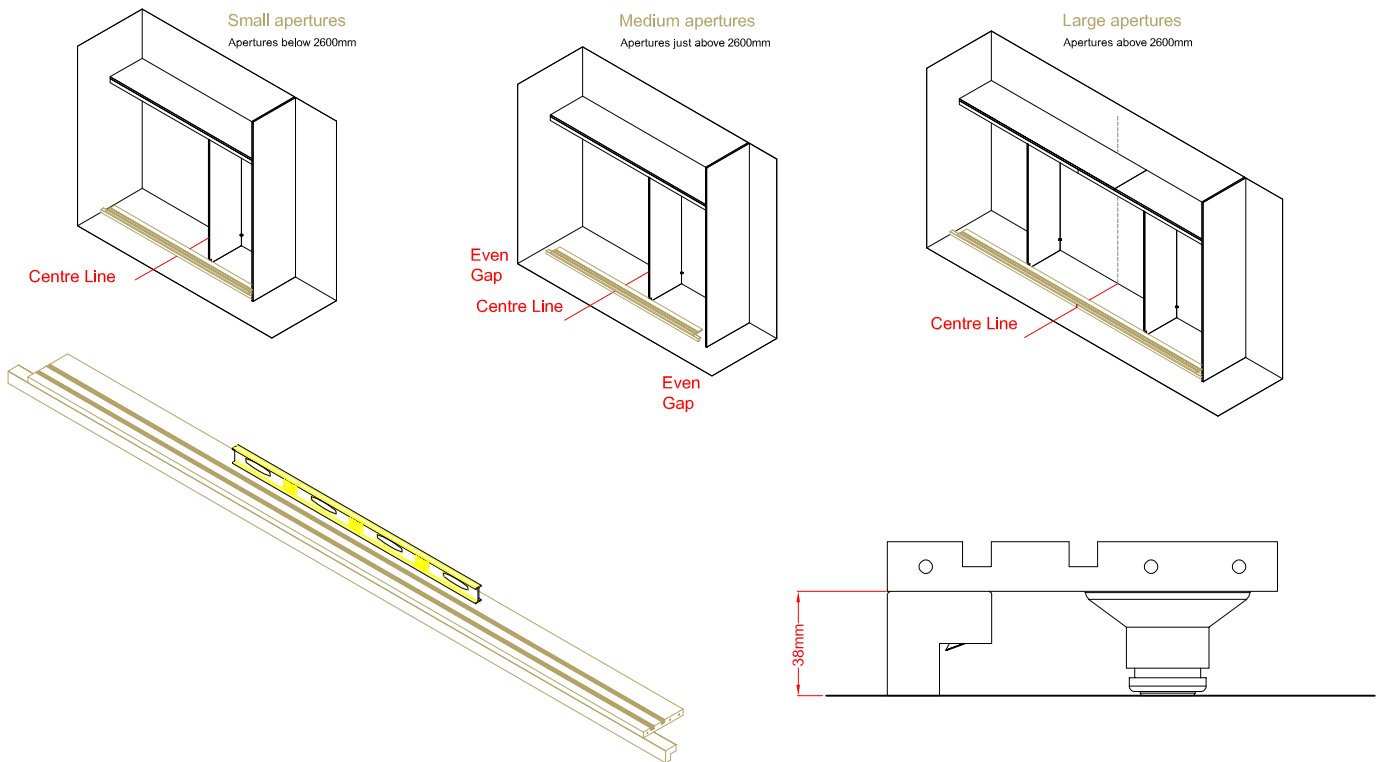 Small apertures
Apertures below 2600mm
Medium apertures
Apertures just above 2600mm
Large apertures
Apertures above 2600mm
Centre Line
Even
Gap
Centre Line
Even
Gap
Centre Line
38mm